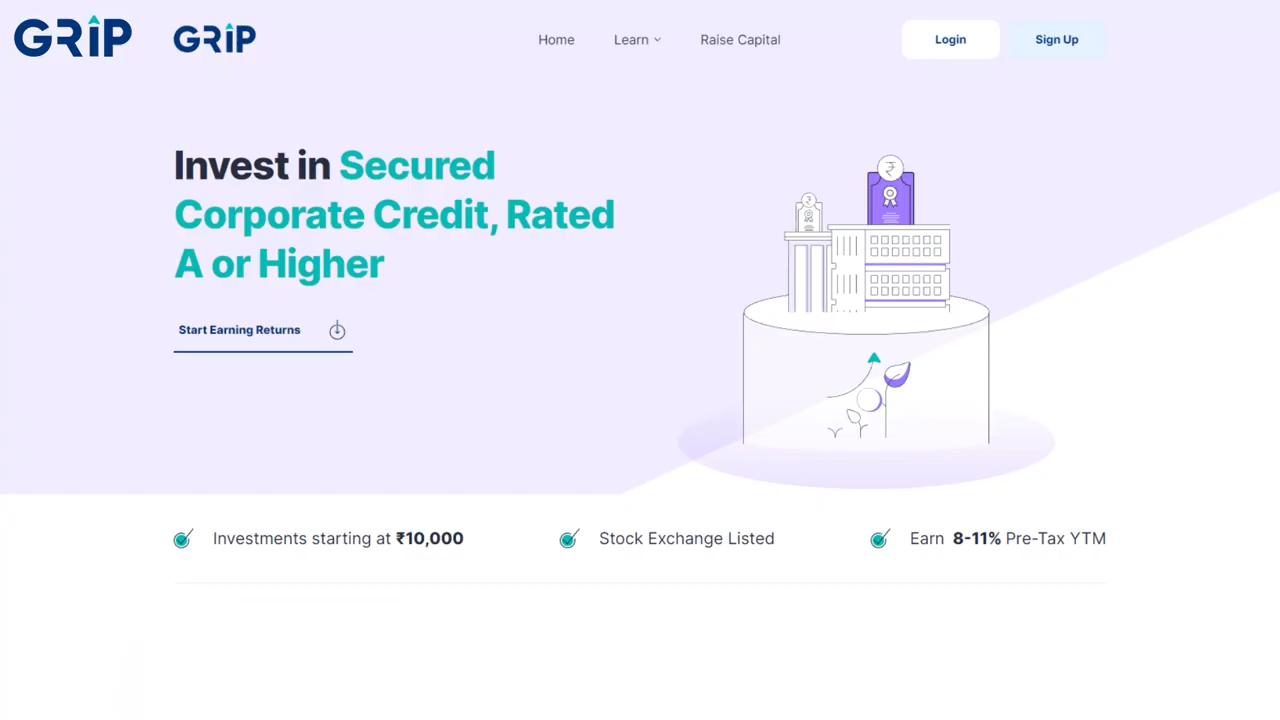 GRIP
GRIP
Home
Learn
Raise Capital
Login
Sign Up
Invest in Secured
Corporate Credit, Rated
A or Higher
Start Earning Returns
₹
₹
Investments starting at ₹10,000
Stock Exchange Listed
Earn 8-11% Pre-Tax YTM